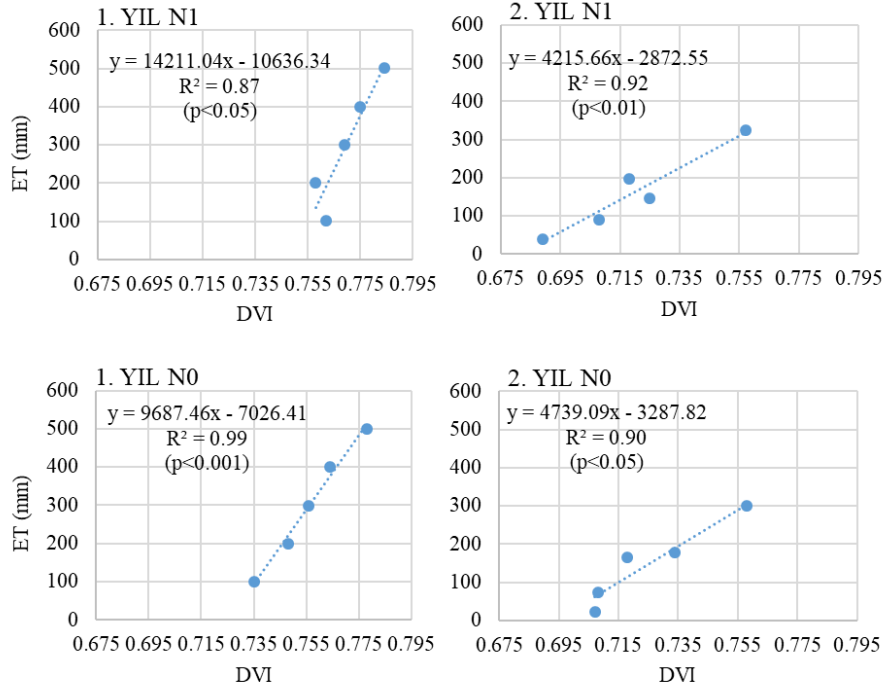 1. YIL N1
y = 14211.04x - 10636.34
R² = 0.87
(p<0.05)
ET (mm)
600
500
400
300
200
100
0
0.675 0.695 0.715 0.735 0.755 0.775 0.795
DVI
2. YIL N1
y = 4215.66x - 2872.55
R² = 0.92
(p<0.01)
600
500
400
300
200
100
0
0.675 0.695 0.715 0.735 0.755 0.775 0.795
DVI
1. YIL N0
y = 9687.46x - 7026.41
R² = 0.99
(p<0.001)
ET (mm)
600
500
400
300
200
100
0
0.675 0.695 0.715 0.735 0.755 0.775 0.795
DVI
2. YIL N0
y = 4739.09x - 3287.82
R² = 0.90
(p<0.05)
600
500
400
300
200
100
0
0.675 0.695 0.715 0.735 0.755 0.775 0.795
DVI